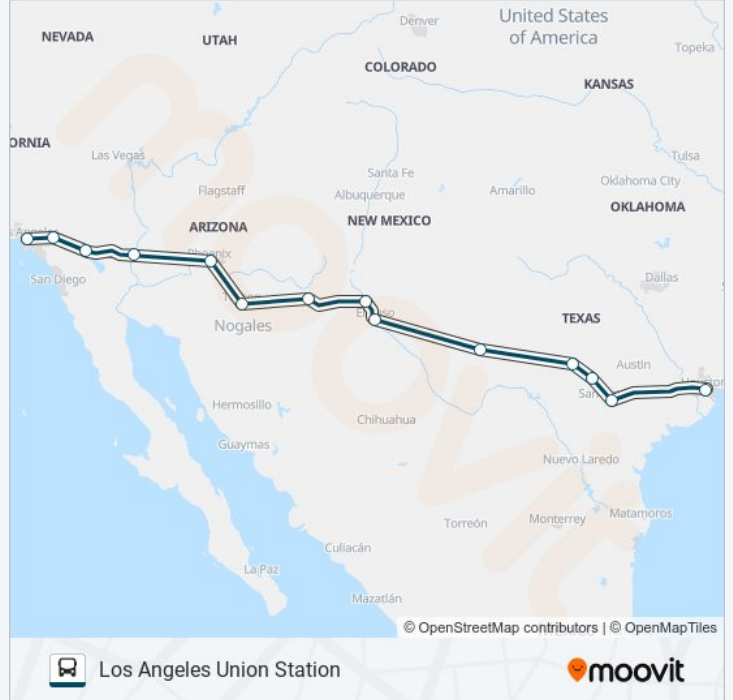 Denver
United States
of America
NEVADA
UTAH
Topeka
COLORADO
KANSAS
ORNIA
Las Vegas
Tulsa
Santa Fe
Oklahoma City
Flagstaff
Albuquerque
Amarillo
OKLAHOMA
ARIZONA
NEW MEXICO
Phoenix
San Diego
Dallas
Nogales
TEXAS
Austin
Hermosillo
Chihuahua
Guaymas
Nuevo Laredo
Matamoros
Torreón
Monterrey
Culiacán
La Paz
Mazatlán
© OpenStreetMap contributors | © OpenMapTiles
Los Angeles Union Station
moovit